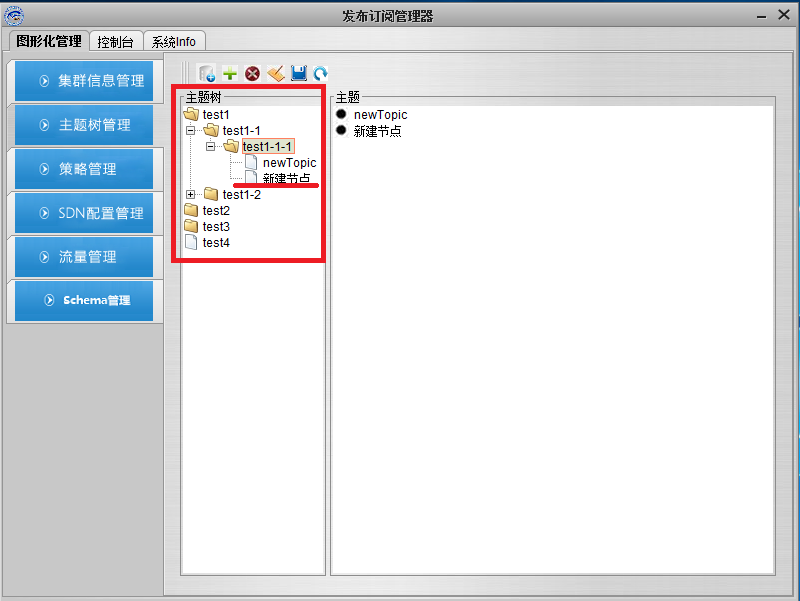 发布订阅管理器
图形化管理
控制台
系统Info
集群信息管理
主题树管理
策略管理
SDN配置管理
流量管理
Schema管理
主题树
test1
test1-1
test1-1-1
newTopic
新建节点
test1-2
test2
test3
test4
主题
newTopic
新建节点